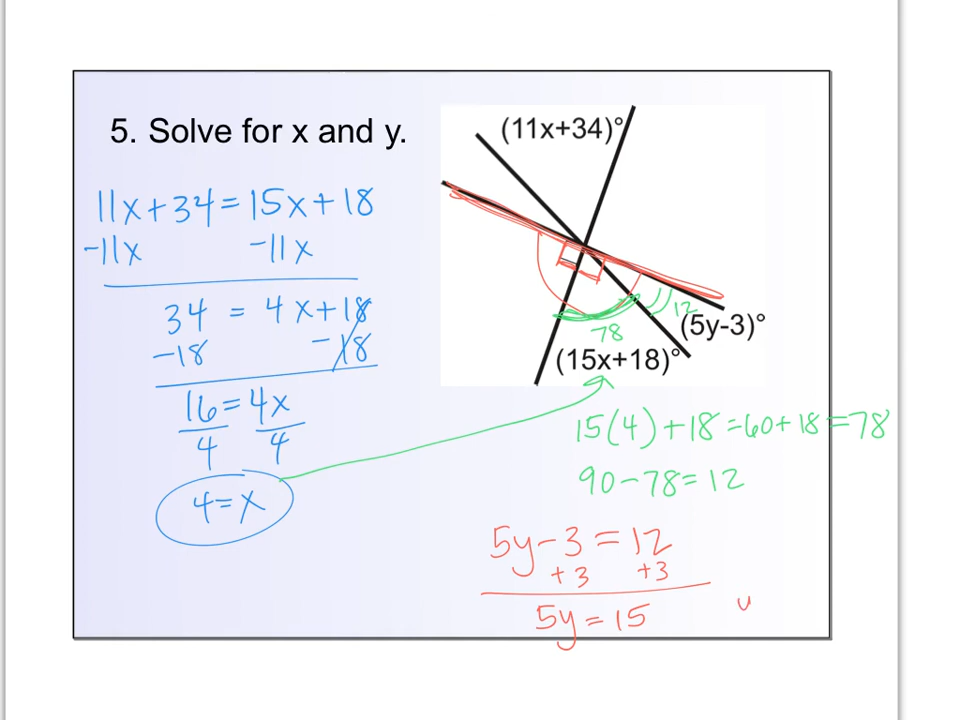 5. Solve for x and y.
(11x+34)°
11x+34=15x+18
-11x -11x
34 = 4x+18
-18 -18
16=4x
4 4
4=x
12
(5y-3)°
78
(15x+18)°
15(4)+18=60+18=78
90-78=12
5y-3=12
+3 +3
5y=15